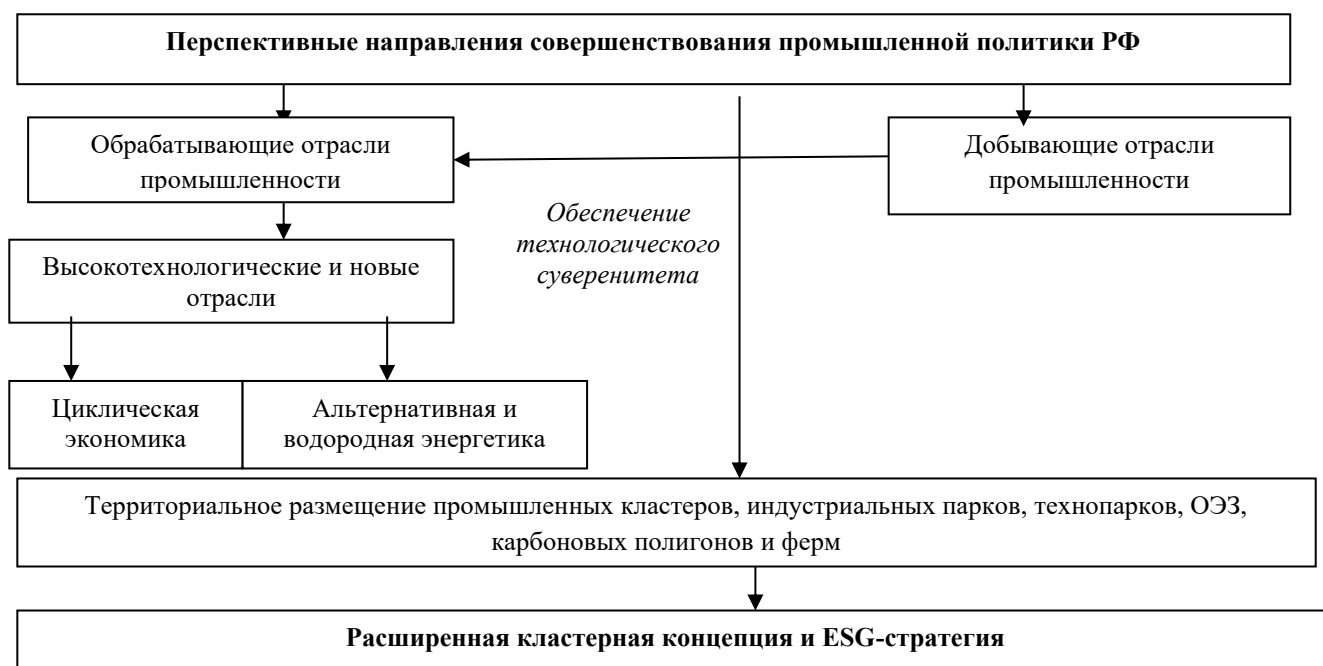 Перспективные направления совершенствования промышленной политики РФ
Обрабатывающие отрасли
промышленности
Добывающие отрасли
промышленности
Обеспечение
технологического
суверенитета
Высокотехнологические и новые
отрасли
Циклическая
экономика
Альтернативная и
водородная энергетика
Территориальное размещение промышленных кластеров, индустриальных парков, технопарков, ОЭЗ,
карбоновых полигонов и ферм
Расширенная кластерная концепция и ESG-стратегия